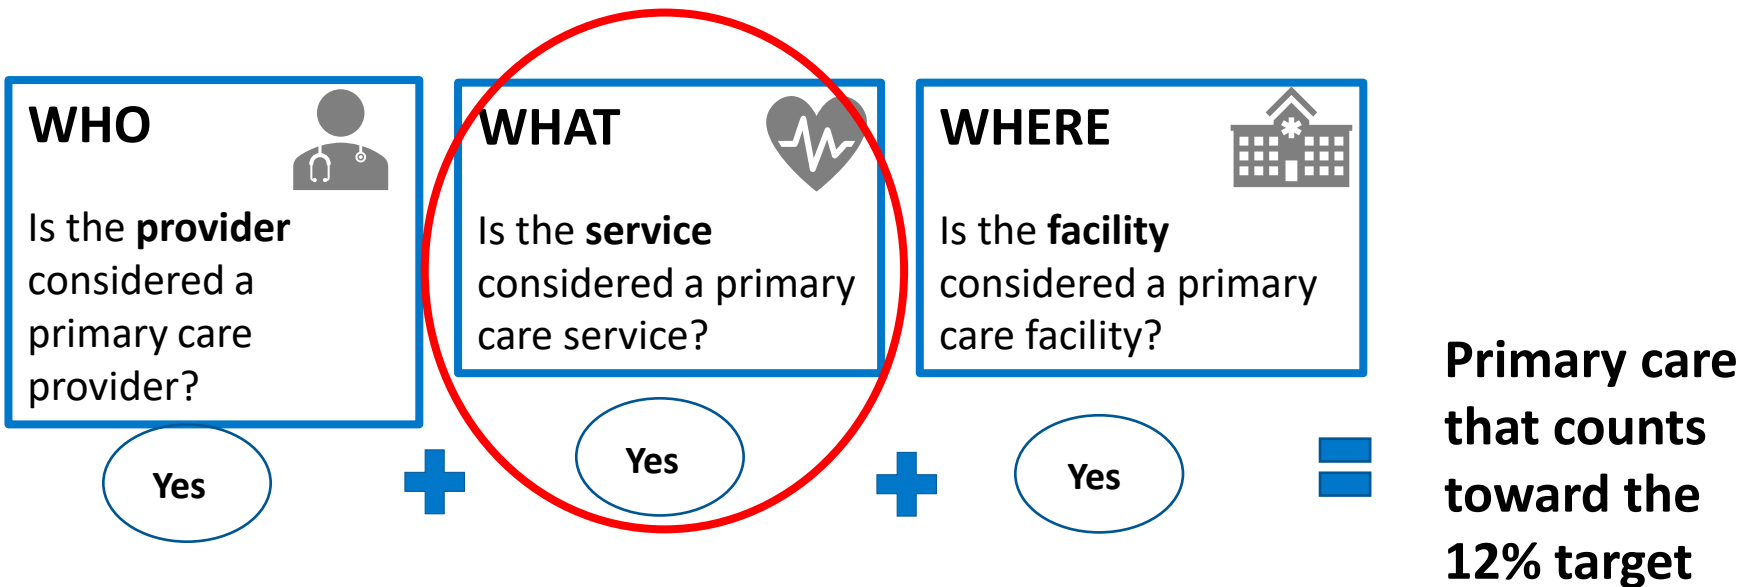 WHO
Is the provider
considered a
primary care
provider?
Yes
WHAT
Is the service
considered a primary
care service?
Yes
WHERE
Is the facility
considered a primary
care facility?
Yes
Primary care
that counts
toward the
12% target